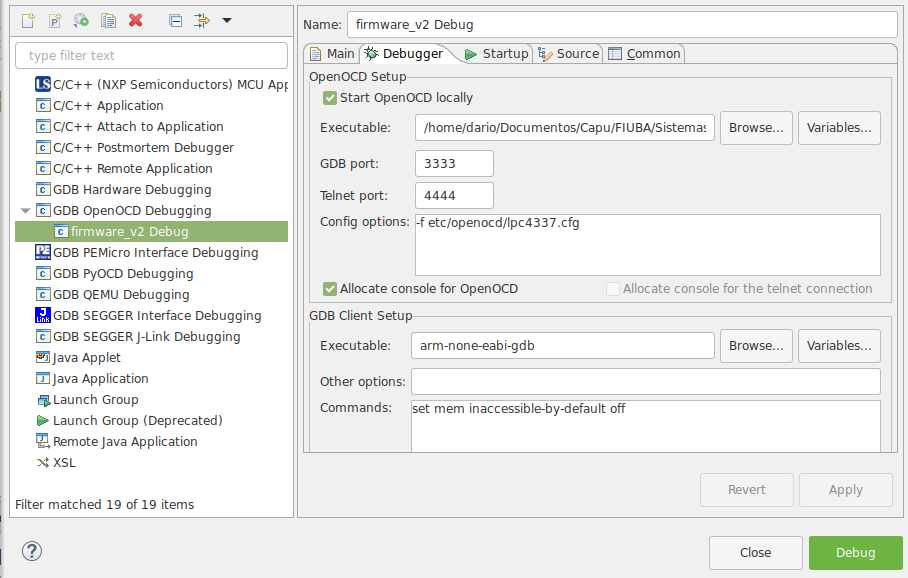 type filter text
C/C++ (NXP Semiconductors) MCU App
C/C++ Application
C/C++ Attach to Application
C/C++ Postmortem Debugger
C/C++ Remote Application
GDB Hardware Debugging
GDB OpenOCD Debugging
firmware_v2 Debug
GDB PEMicro Interface Debugging
GDB PyOCD Debugging
GDB QEMU Debugging
GDB SEGGER Interface Debugging
GDB SEGGER J-Link Debugging
Java Applet
Java Application
Launch Group
Launch Group (Deprecated)
Remote Java Application
XSL
Filter matched 19 of 19 items
Name: firmware_v2 Debug
Main Debugger Startup Source Common
OpenOCD Setup
Start OpenOCD locally
Executable: /home/dario/Documentos/Capu/FIUBA/Sistemas Browse... Variables...
GDB port: 3333
Telnet port: 4444
Config options: -f etc/openocd/lpc4337.cfg
Allocate console for OpenOCD Allocate console for the telnet connection
GDB Client Setup
Executable: arm-none-eabi-gdb Browse... Variables...
Other options:
Commands: set mem inaccessible-by-default off
Revert Apply
Close Debug